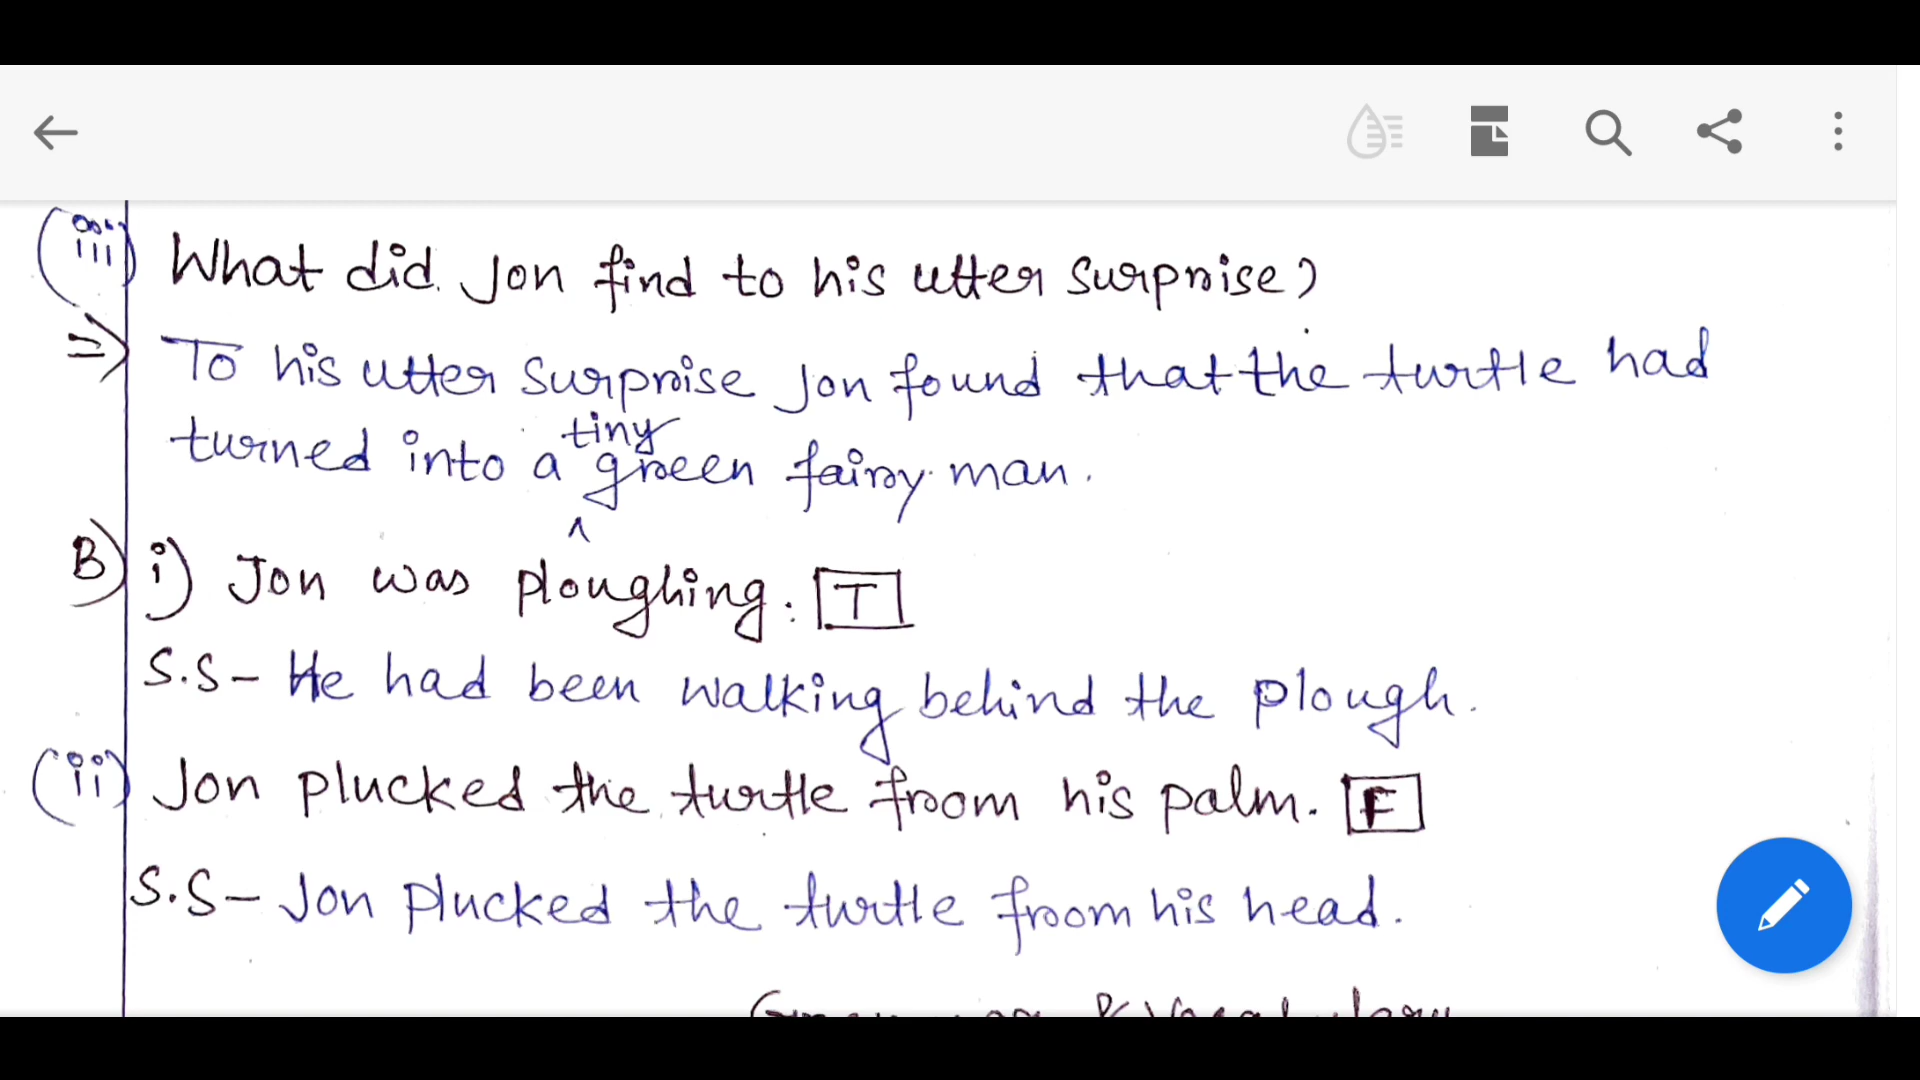 (iii) What did Jon find to his utter surprise?
=> To his utter surprise Jon found that the turtle had
tiny
turned into a ^ green fairy man.
B) i) Jon was ploughing. T
S.S- He had been walking behind the plough.
(ii) Jon plucked the turtle from his palm. F
S.S- Jon plucked the turtle from his head.